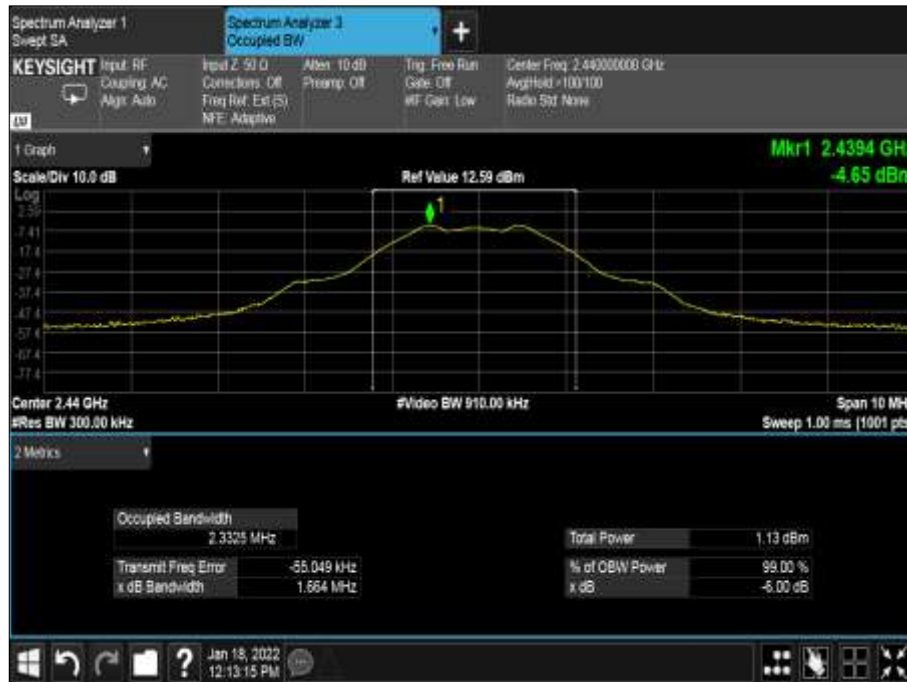 Spectrum Analyzer 1
Swept SA
Spectrum Analyzer 3
Occupied BW
KEYSIGHT
Input: RF
Coupling: AC
Align: Auto
Input Z: 50 Ω
Corrections: Off
Freq Ref: Ext (S)
NFE: Adaptive
Atten: 10 dB
Preamp: Off
Trig: Free Run
Gate: Off
#IF Gain: Low
Center Freq: 2.440000000 GHz
Avg|Hold:>100/100
Radio Std: None
1 Graph
Mkr1 2.4394 GH
Scale/Div 10.0 dB
Ref Value 12.59 dBm
-4.65 dBm
Log
2.59
1
-7.41
-17.4
-27.4
-37.4
-47.4
-57.4
-67.4
-77.4
Center 2.44 GHz
#Video BW 910.00 kHz
Span 10 MH
#Res BW 300.00 kHz
Sweep 1.00 ms (1001 pts
2 Metrics
Occupied Bandwidth
2.3325 MHz
Total Power 1.13 dBm
Transmit Freq Error -55.049 kHz
% of OBW Power 99.00 %
x dB Bandwidth 1.664 MHz
x dB -6.00 dB
?
Jan 18, 2022
12:13:15 PM